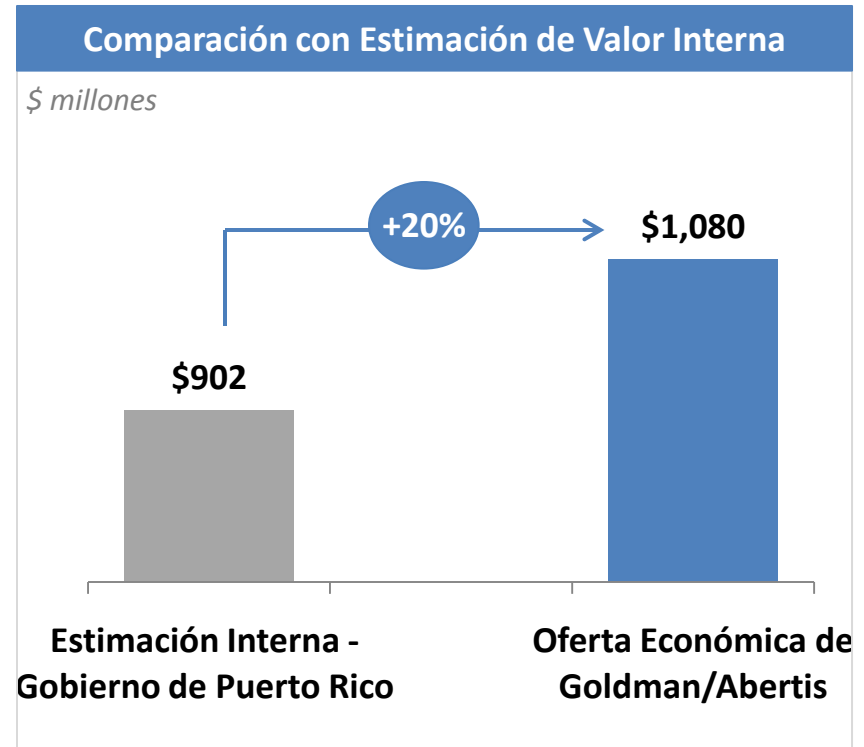 Comparación con Estimación de Valor Interna
$ millones
+20%
$1,080
$902
Estimación Interna -
Gobierno de Puerto Rico
Oferta Económica de
Goldman/Abertis